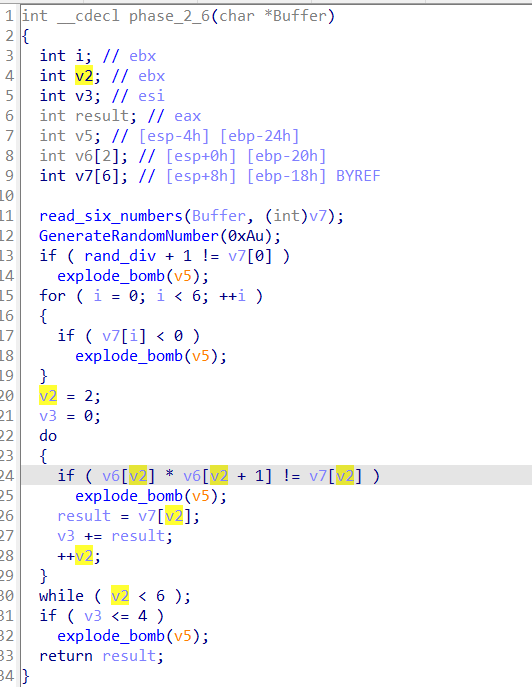 1 int __cdecl phase_2_6(char *Buffer)
2 {
3   int i; // ebx
4   int v2; // ebx
5   int v3; // esi
6   int result; // eax
7   int v5; // [esp-4h] [ebp-24h]
8   int v6[2]; // [esp+0h] [ebp-20h]
9   int v7[6]; // [esp+8h] [ebp-18h] BYREF
10
11   read_six_numbers(Buffer, (int)v7);
12   GenerateRandomNumber(0xAu);
13   if ( rand_div + 1 != v7[0] )
14     explode_bomb(v5);
15   for ( i = 0; i < 6; ++i )
16   {
17     if ( v7[i] < 0 )
18       explode_bomb(v5);
19   }
20   v2 = 2;
21   v3 = 0;
22   do
23   {
24     if ( v6[v2] * v6[v2 + 1] != v7[v2] )
25       explode_bomb(v5);
26     result = v7[v2];
27     v3 += result;
28     ++v2;
29   }
30   while ( v2 < 6 );
31   if ( v3 <= 4 )
32     explode_bomb(v5);
33   return result;
34 }